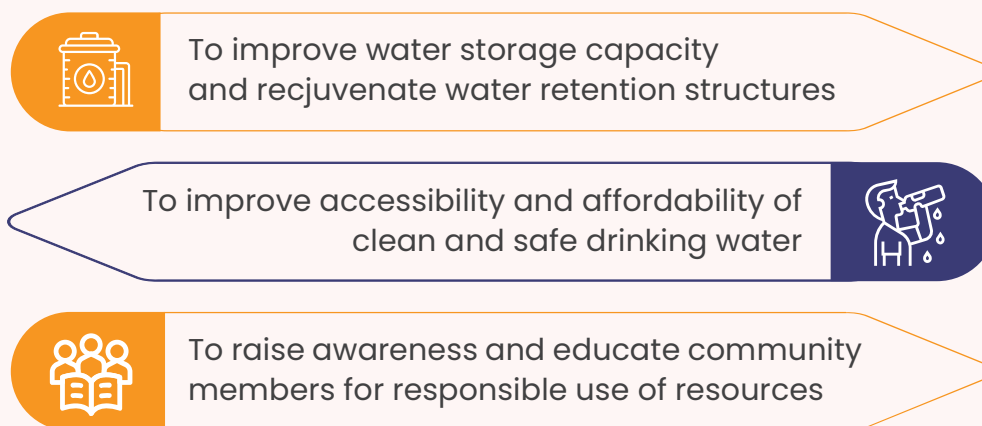 To improve water storage capacity
and recjuvenate water retention structures
To improve accessibility and affordability of
clean and safe drinking water
To raise awareness and educate community
members for responsible use of resources